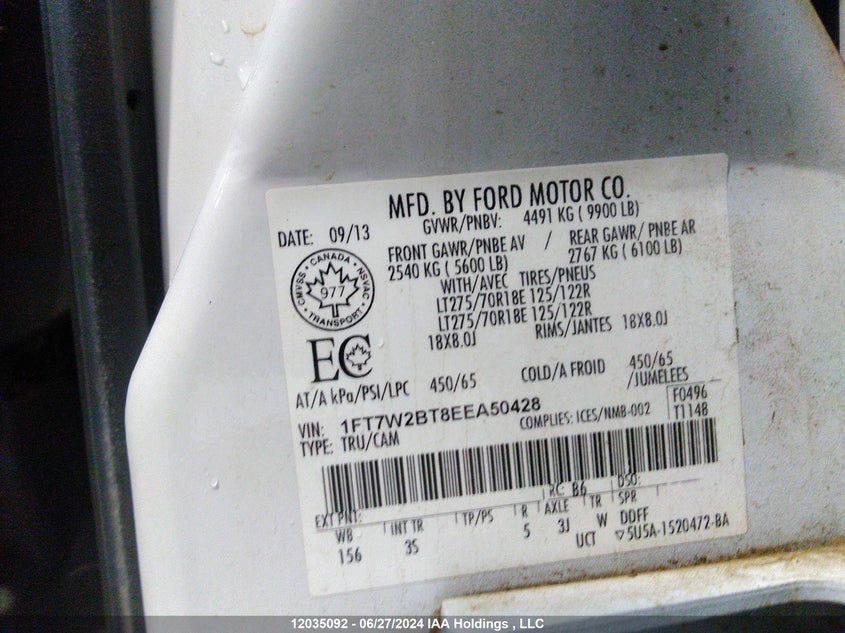 MFD. BY FORD MOTOR CO.
DATE: 09/13 GVWR/PNBV: 4491 KG ( 9900 LB)
FRONT GAWR/PNBE AV / REAR GAWR/ PNBE AR
2540 KG ( 5600 LB) 2767 KG ( 6100 LB)
WITH/AVEC TIRES/PNEUS
LT275/70R18E 125/122R
LT275/70R18E 125/122R
18X8.0J RIMS/JANTES 18X8.0J
CANADA
CMVSS NSVAC
977
TRANSPORT
EC
AT/A kPa/PSI/LPC 450/65 COLD/A FROID 450/65
/JUMELEES
VIN: 1FT7W2BT8EEA50428
TYPE: TRU/CAM COMPLIES: ICES/NMB-002
F0496
T1148
EXT PNT: RC B6 DSO:
WB INT TR TP/PS R AXLE TR SPR
156 3S 5 3J W DDFF
UCT ▽5U5A-1520472-BA
12035092 - 06/27/2024 IAA Holdings , LLC